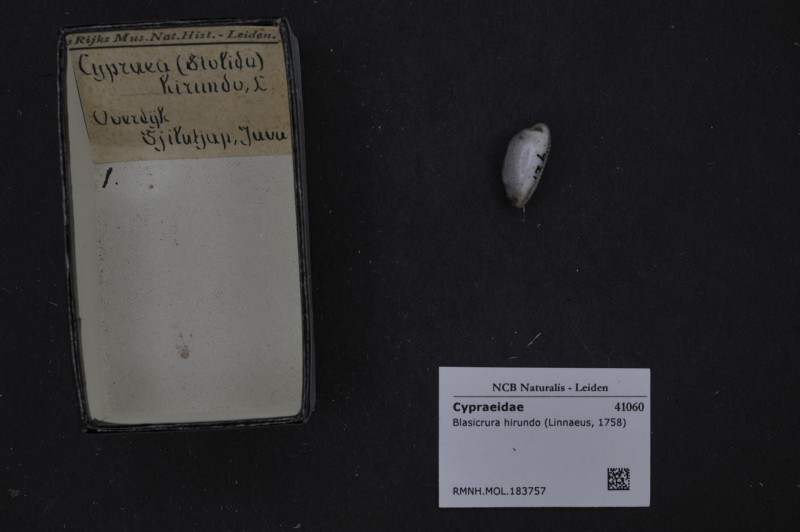 s Rijks Mus. Nat. Hist. - Leiden.
Cypraea (Stolida)
hirundo, L
Overdijk
Tjilatjap, Java
1.
NCB Naturalis - Leiden
Cypraeidae 41060
Blasicrura hirundo (Linnaeus, 1758)
RMNH.MOL.183757